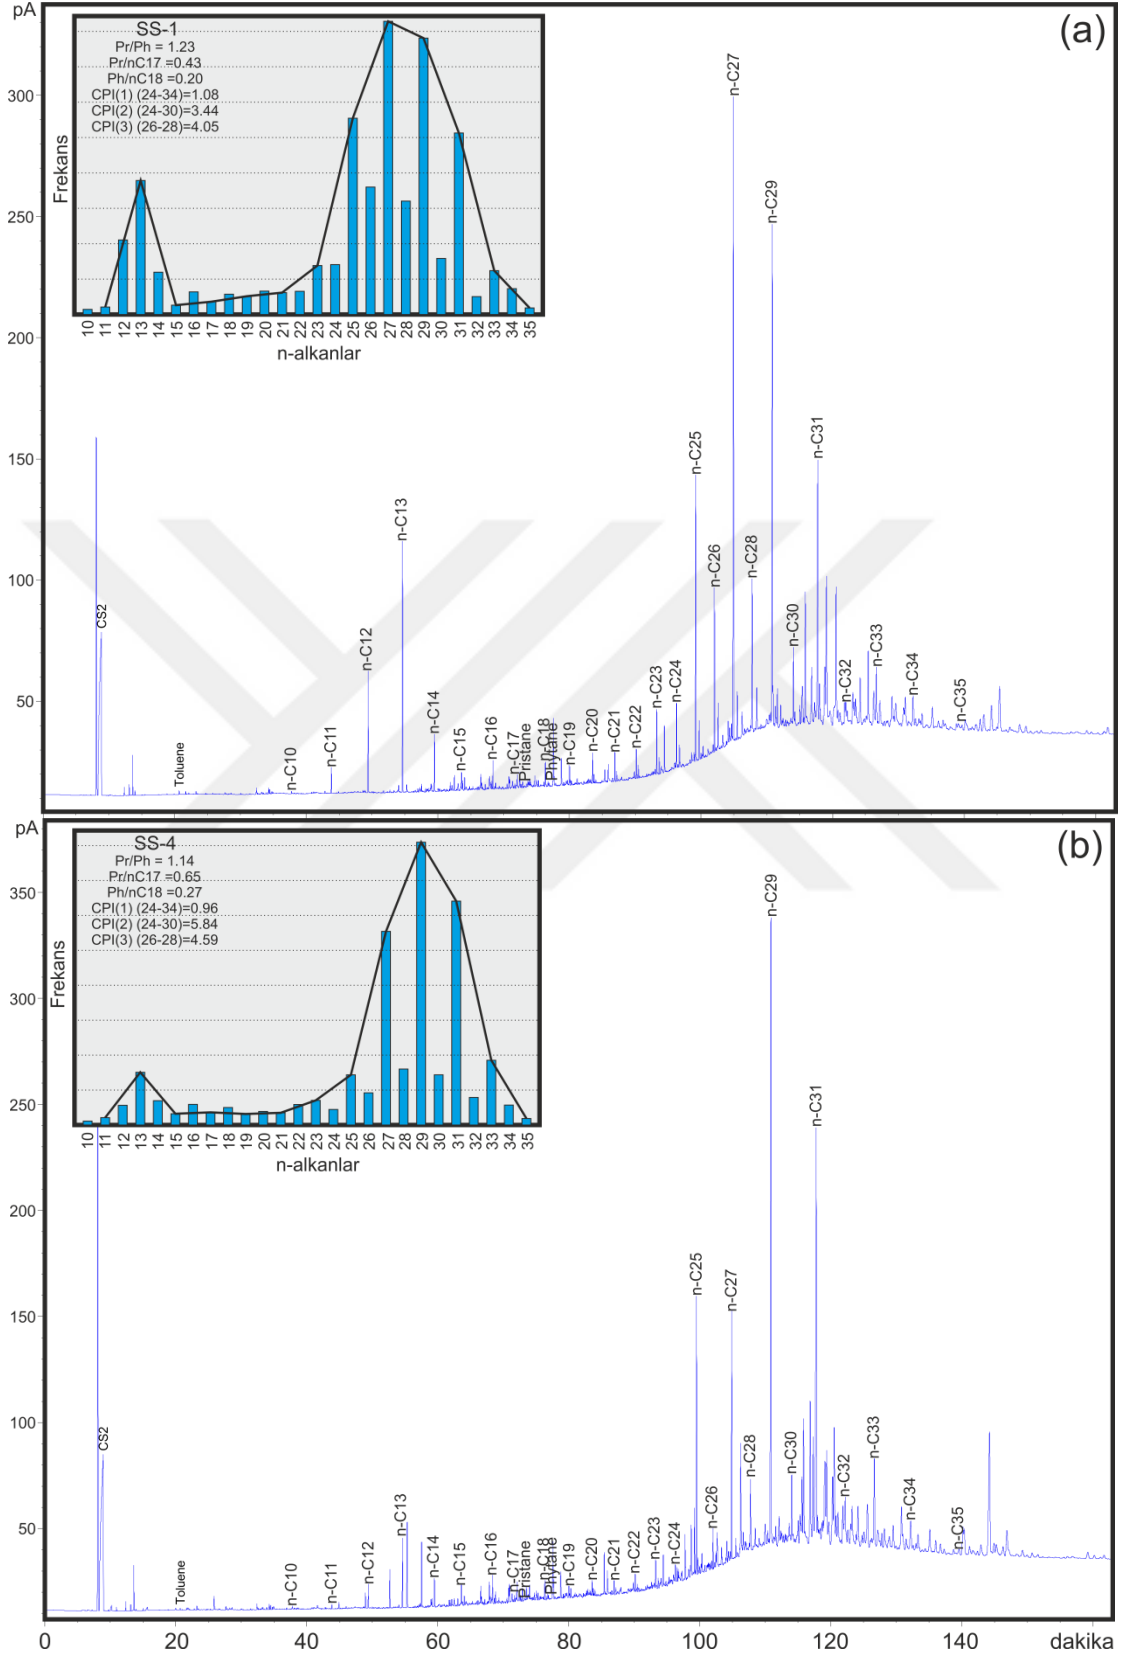 pA
(a)
SS-1
Pr/Ph = 1.23
Pr/nC17 =0.43
Ph/nC18 =0.20
CPI(1) (24-34)=1.08
CPI(2) (24-30)=3.44
CPI(3) (26-28)=4.05
Frekans
10 11 12 13 14 15 16 17 18 19 20 21 22 23 24 25 26 27 28 29 30 31 32 33 34 35
n-alkanlar
300
250
200
150
100
50
CS2
Toluene
n-C10
n-C11
n-C12
n-C13
n-C14
n-C15
n-C16
n-C17
Pristane
n-C18
Phytane
n-C19
n-C20
n-C21
n-C22
n-C23
n-C24
n-C25
n-C26
n-C27
n-C28
n-C29
n-C30
n-C31
n-C32
n-C33
n-C34
n-C35
pA
(b)
SS-4
Pr/Ph = 1.14
Pr/nC17 =0.65
Ph/nC18 =0.27
CPI(1) (24-34)=0.96
CPI(2) (24-30)=5.84
CPI(3) (26-28)=4.59
Frekans
10 11 12 13 14 15 16 17 18 19 20 21 22 23 24 25 26 27 28 29 30 31 32 33 34 35
n-alkanlar
350
300
250
200
150
100
50
CS2
Toluene
n-C10
n-C11
n-C12
n-C13
n-C14
n-C15
n-C16
n-C17
Pristane
n-C18
Phytane
n-C19
n-C20
n-C21
n-C22
n-C23
n-C24
n-C25
n-C26
n-C27
n-C28
n-C29
n-C30
n-C31
n-C32
n-C33
n-C34
n-C35
0 20 40 60 80 100 120 140 dakika